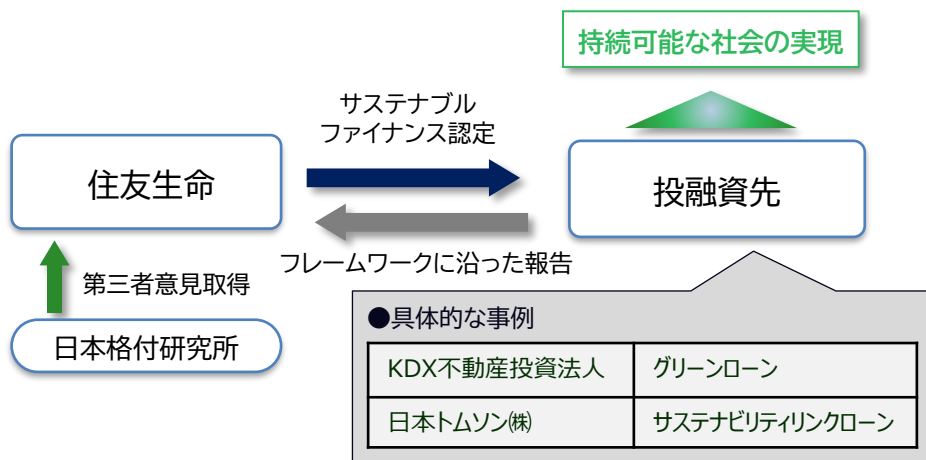 持続可能な社会の実現
サステナブル
ファイナンス認定
住友生命
投融資先
フレームワークに沿った報告
第三者意見取得
日本格付研究所
●具体的な事例
KDX不動産投資法人 グリーンローン
日本トムソン㈱ サステナビリティリンクローン